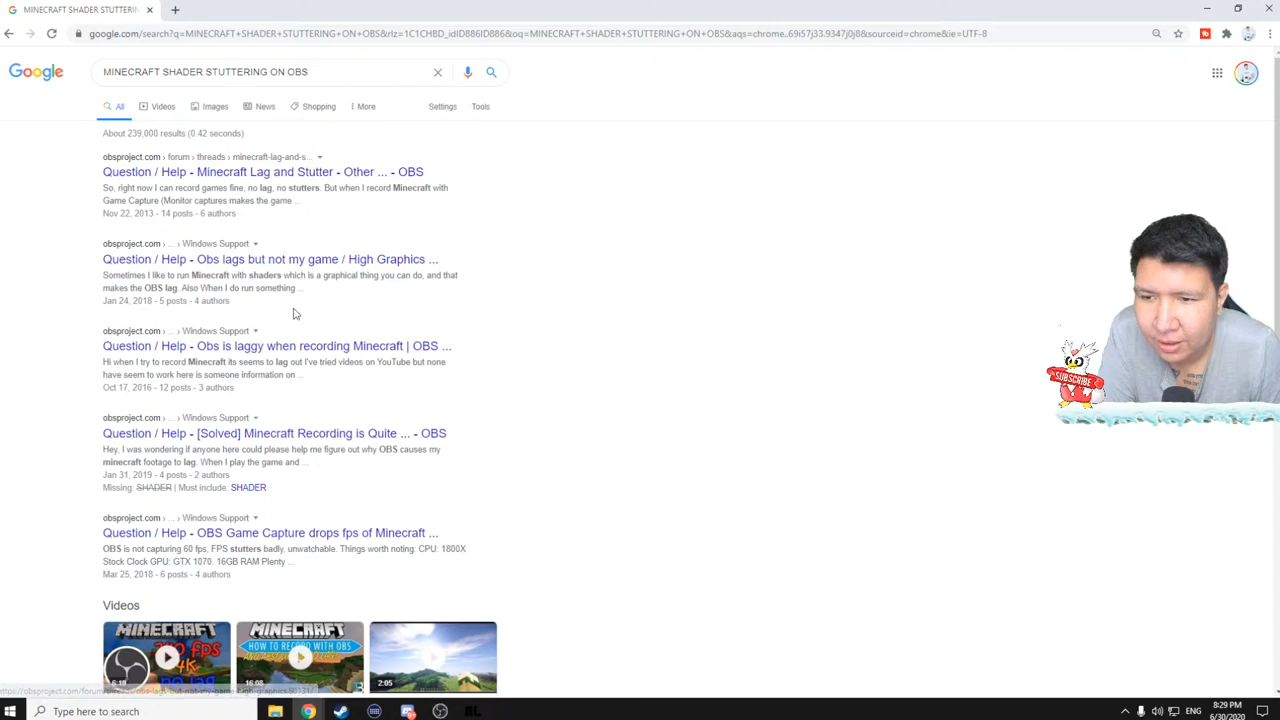 MINECRAFT SHADER STUTTERIN
google.com/search?q=MINECRAFT+SHADER+STUTTERING+ON+OBS&rlz=1C1CHBD_idID886ID886&oq=MINECRAFT+SHADER+STUTTERING+ON+OBS&aqs=chrome..69i57j33.9347j0j8&sourceid=chrome&ie=UTF-8
Google
MINECRAFT SHADER STUTTERING ON OBS
All Videos Images News Shopping More Settings Tools
About 239,000 results (0.42 seconds)
obsproject.com › forum › threads › minecraft-lag-and-s...
Question / Help - Minecraft Lag and Stutter - Other ... - OBS
So, right now I can record games fine, no lag, no stutters. But when I record Minecraft with
Game Capture (Monitor captures makes the game ...
Nov 22, 2013 - 14 posts - 6 authors
obsproject.com › ... › Windows Support
Question / Help - Obs lags but not my game / High Graphics ...
Sometimes I like to run Minecraft with shaders which is a graphical thing you can do, and that
makes the OBS lag. Also When I do run something ...
Jan 24, 2018 - 5 posts - 4 authors
obsproject.com › ... › Windows Support
Question / Help - Obs is laggy when recording Minecraft | OBS ...
Hi when I try to record Minecraft its seems to lag out I've tried videos on YouTube but none
have seem to work here is someone information on ...
Oct 17, 2016 - 12 posts - 3 authors
obsproject.com › ... › Windows Support
Question / Help - [Solved] Minecraft Recording is Quite ... - OBS
Hey, I was wondering if anyone here could please help me figure out why OBS causes my
minecraft footage to lag. When I play the game and ...
Jan 31, 2019 - 4 posts - 2 authors
Missing: SHADER | Must include: SHADER
obsproject.com › ... › Windows Support
Question / Help - OBS Game Capture drops fps of Minecraft ...
OBS is not capturing 60 fps, FPS stutters badly, unwatchable. Things worth noting: CPU: 1800X
Stock Clock GPU: GTX 1070. 16GB RAM Plenty ...
Mar 25, 2018 - 6 posts - 4 authors
Videos
MINECRAFT
fps
4K
no lag
6:19
MINECRAFT
HOW TO RECORD WITH OBS
16:08
2:05
SUBSCRIBE
Type here to search
ENG
8:29 PM
6/30/2020